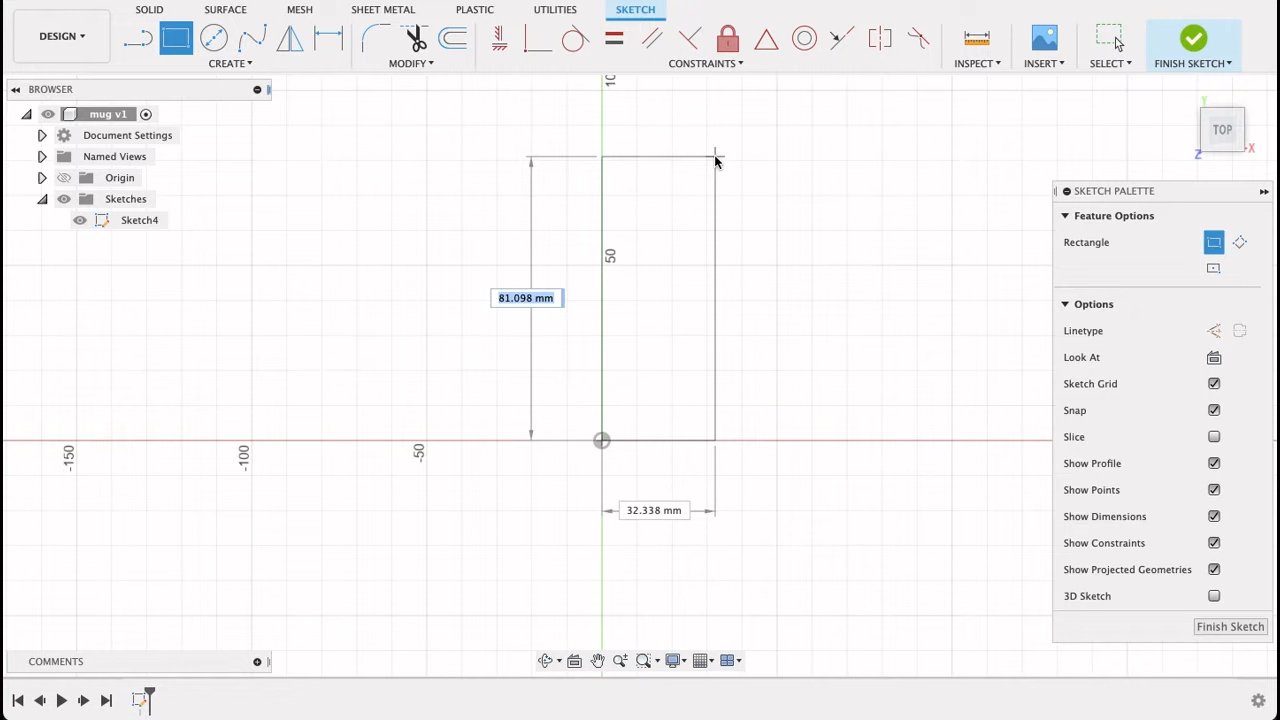 SOLID SURFACE MESH SHEET METAL PLASTIC UTILITIES SKETCH
DESIGN
CREATE MODIFY CONSTRAINTS INSPECT INSERT SELECT FINISH SKETCH
BROWSER
mug v1
Document Settings
Named Views
Origin
Sketches
Sketch4
TOP
Y
X
Z
SKETCH PALETTE
Feature Options
Rectangle
Options
Linetype
Look At
Sketch Grid
Snap
Slice
Show Profile
Show Points
Show Dimensions
Show Constraints
Show Projected Geometries
3D Sketch
Finish Sketch
50
81.098 mm
-150
-100
-50
32.338 mm
COMMENTS